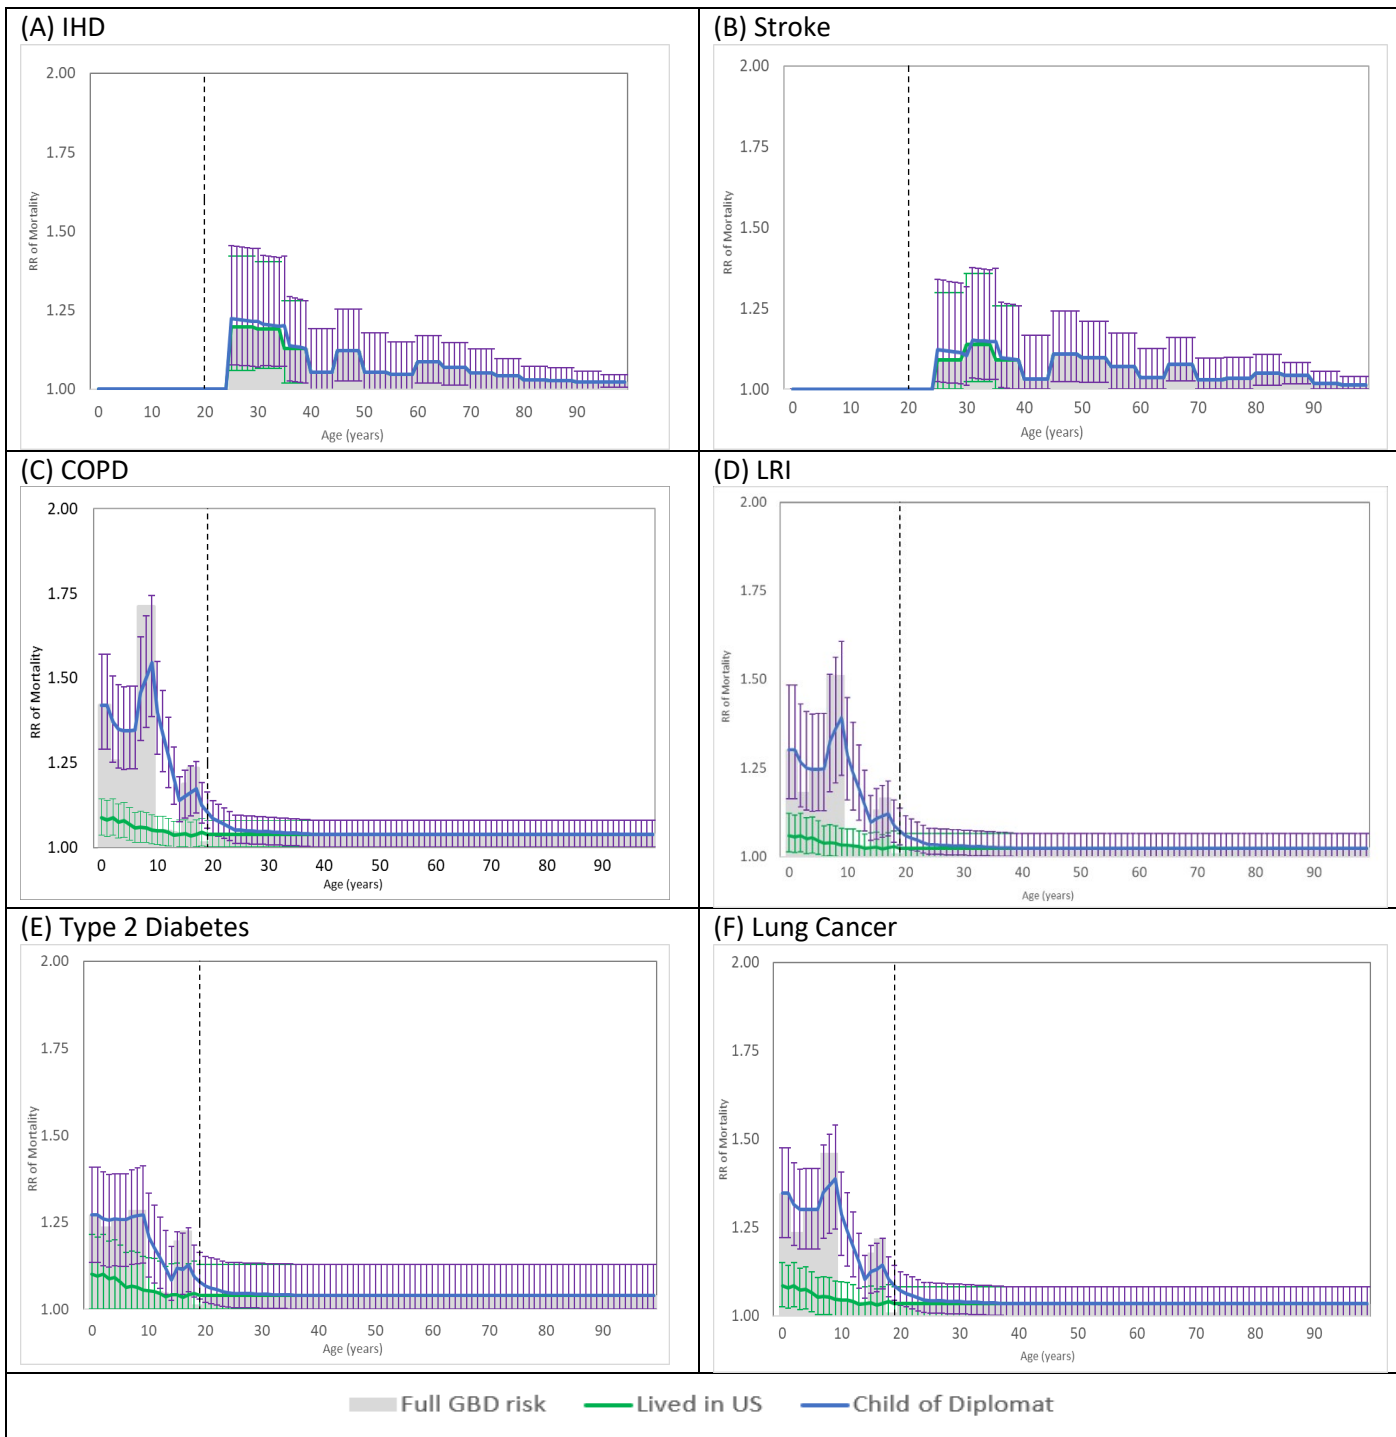 (A) IHD
2.00
1.75
1.50
1.25
1.00
RR of Mortality
0 10 20 30 40 50 60 70 80 90
Age (years)
(B) Stroke
2.00
1.75
1.50
1.25
1.00
RR of Mortality
0 10 20 30 40 50 60 70 80 90
Age (years)
(C) COPD
2.00
1.75
1.50
1.25
1.00
RR of Mortality
0 10 20 30 40 50 60 70 80 90
Age (years)
(D) LRI
2.00
1.75
1.50
1.25
1.00
RR of Mortality
0 10 20 30 40 50 60 70 80 90
Age (years)
(E) Type 2 Diabetes
2.00
1.75
1.50
1.25
1.00
RR of Mortality
0 10 20 30 40 50 60 70 80 90
Age (years)
(F) Lung Cancer
2.00
1.75
1.50
1.25
1.00
RR of Mortality
0 10 20 30 40 50 60 70 80 90
Age (years)
Full GBD risk Lived in US Child of Diplomat